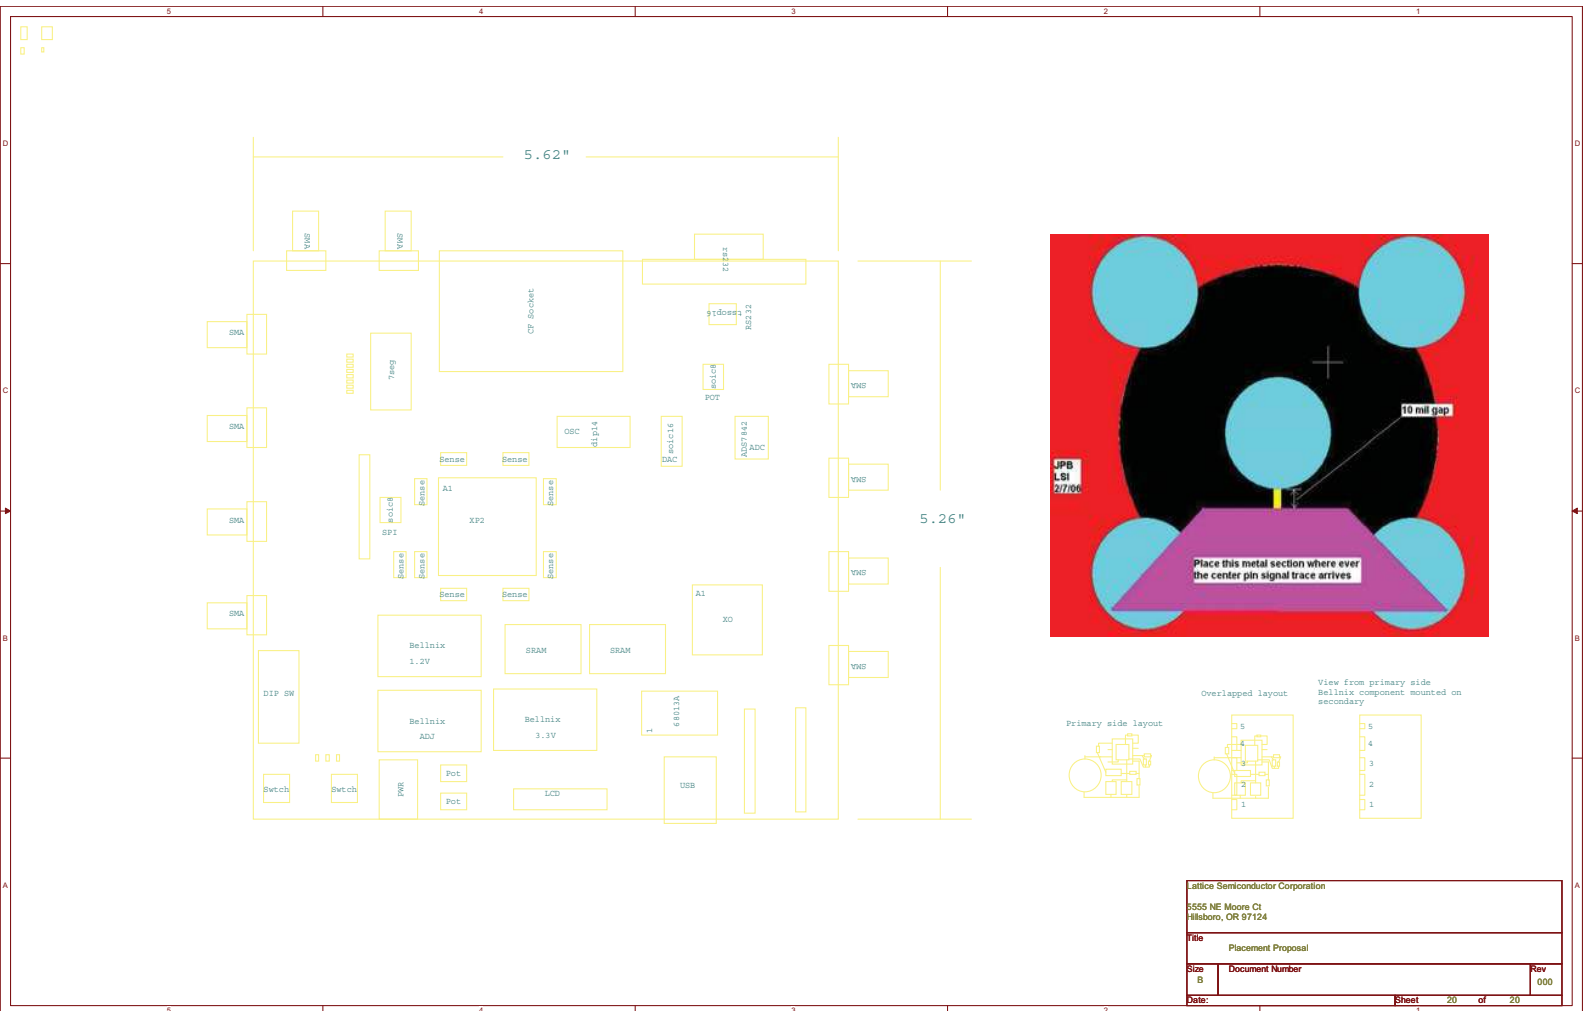 5 4 3 2 1
D D
5.62"
SMA SMA
rs232
CF Socket
tssop16
RS232
SMA
7seg
soic8
POT
SMA
C C
SMA
OSC dip14
soic16
DAC
ADS7842
ADC
Sense Sense
Sense Sense
A1
XP2
soic8
SPI
SMA
SMA
5.26"
Sense Sense Sense
Sense Sense
SMA
A1
XO
SMA
B B
Bellnix
1.2V
SRAM SRAM
SMA
DIP SW
Bellnix
ADJ
Bellnix
3.3V
68013A
1
Swtch Swtch
PWR
Pot
Pot
LCD
USB
10 mil gap
JPB
LSI
2/7/06
Place this metal section where ever
the center pin signal trace arrives
Primary side layout
Overlapped layout
5
4
3
2
1
View from primary side
Bellnix component mounted on
secondary
5
4
3
2
1
A A
Lattice Semiconductor Corporation
5555 NE Moore Ct
Hillsboro, OR 97124
Title
Placement Proposal
Size
B
Document Number
Rev
000
Date:
Sheet 20 of 20
5 4 3 2 1